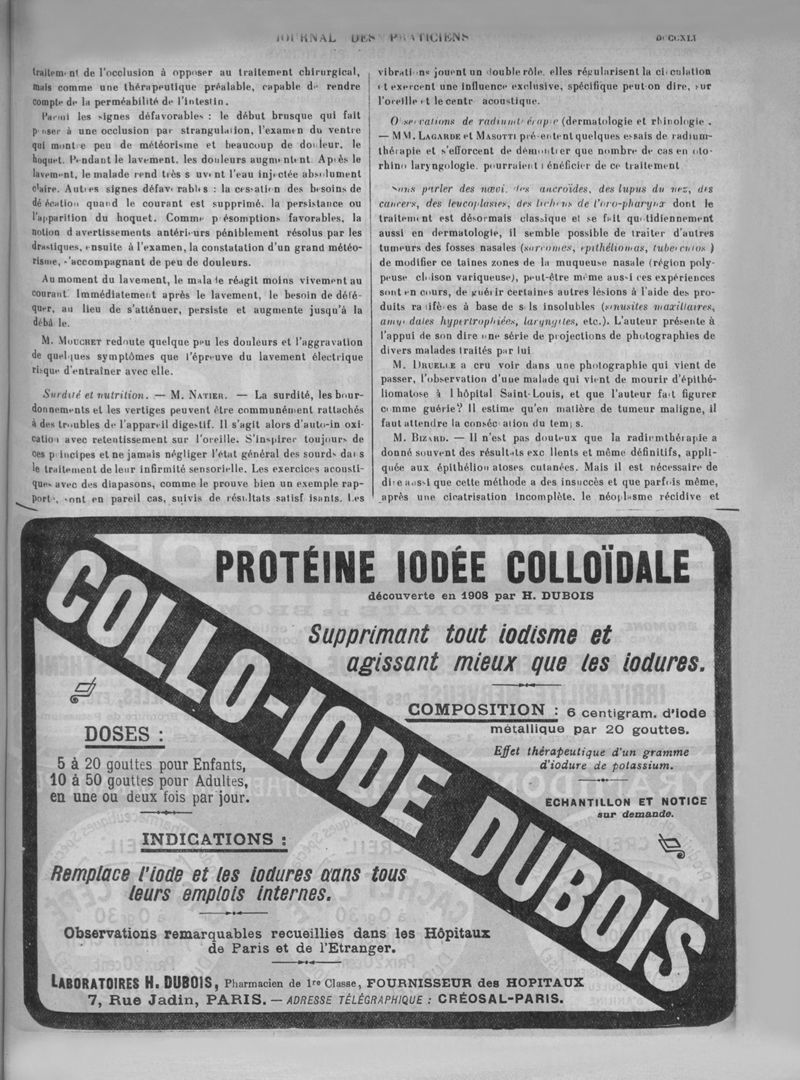 JOURNAL DES PRATICIENS
traitement de l'occlusion à opposer au traitement chirurgical,
mais comme une thérapeutique préalable, capable de rendre
compte de la perméabilité de l'intestin.
Parmi les signes défavorables : le début brusque qui fait
penser à une occlusion par strangulation, l'examen du ventre
qui montre peu de météorisme et beaucoup de douleur, le
hoquet. Pendant le lavement, les douleurs augmentent. Après le
lavement, le malade rend très souvent l'eau injectée absolument
claire. Autres signes défavorables : la cessation des besoins de
défécation quand le courant est supprimé, la persistance ou
l'apparition du hoquet. Comme présomptions favorables, la
notion d'avertissements antérieurs péniblement résolus par les
drastiques, ensuite à l'examen, la constatation d'un grand météo-
risme, s'accompagnant de peu de douleurs.
Au moment du lavement, le malade réagit moins vivement au
courant. Immédiatement après le lavement, le besoin de défé-
quer, au lieu de s'atténuer, persiste et augmente jusqu'à la
débâcle.
M. MOUCHET redoute quelque peu les douleurs et l'aggravation
de quelques symptômes que l'épreuve du lavement électrique
risque d'entraîner avec elle.
Surdité et nutrition. — M. NATIER. — La surdité, les bour-
donnements et les vertiges peuvent être communément rattachés
à des troubles de l'appareil digestif. Il s'agit alors d'auto-in oxi-
cation avec retentissement sur l'oreille. S'inspirer toujours de
ces principes et ne jamais négliger l'état général des sourds dans
le traitement de leur infirmité sensorielle. Les exercices acousti-
ques avec des diapasons, comme le prouve bien un exemple rap-
porté, sont en pareil cas, suivis de résultats satisfaisants. Les
vibrations jouent un double rôle, elles régularisent la circulation
et exercent une influence exclusive, spécifique peut-on dire, sur
l'oreille et le centre acoustique.
Observations de radiumthérapie (dermatologie et rhinologie).
— MM. LAGARDE et MASOTTI présentent quelques essais de radium-
thérapie et s'efforcent de démontrer que nombre de cas en oto-
rhino laryngologie, pourraient bénéficier de ce traitement
Sans parler des nævi, des cancroïdes, des lupus du nez, des
cancers, des leucoplasies, des lichens de l'oro-pharynx dont le
traitement est désormais classique et se fait quotidiennement
aussi en dermatologie, il semble possible de traiter d'autres
tumeurs des fosses nasales (sarcomes, épithéliomas, tubercules)
de modifier certaines zones de la muqueuse nasale (région poly-
peuse cloison variqueuse), peut-être même aussi ces expériences
sont en cours, de guérir certaines autres lésions à l'aide des pro-
duits radifères à base de sels insolubles (sinusites maxillaires,
amygdales hypertrophiées, laryngites, etc.). L'auteur présente à
l'appui de son dire une série de projections de photographies de
divers malades traités par lui
M. DRUELLE a cru voir dans une photographie qui vient de
passer, l'observation d'une malade qui vient de mourir d'épithé-
liomatose à l'hôpital Saint-Louis, et que l'auteur fait figurer
comme guérie? Il estime qu'en matière de tumeur maligne, il
faut attendre la consécration du temps.
M. BIZARD. — Il n'est pas douteux que la radiumthérapie a
donné souvent des résultats excellents et même définitifs, appli-
quée aux épithéliomatoses cutanées. Mais il est nécessaire de
dire aussi que cette méthode a des insuccès et que parfois même,
après une cicatrisation incomplète, le néoplasme récidive et
PROTÉINE IODÉE COLLOÏDALE
découverte en 1908 par H. DUBOIS
Supprimant tout iodisme et
agissant mieux que les iodures.
COLLO-IODE DUBOIS
COMPOSITION : 6 centigram. d'iode
métallique par 20 gouttes.
Effet thérapeutique d'un gramme
d'iodure de potassium.
ECHANTILLON ET NOTICE
sur demande.
DOSES :
5 à 20 gouttes pour Enfants,
10 à 50 gouttes pour Adultes,
en une ou deux fois par jour.
INDICATIONS :
Remplace l'iode et les iodures dans tous
leurs emplois internes.
Observations remarquables recueillies dans les Hôpitaux
de Paris et de l'Etranger.
LABORATOIRES H. DUBOIS, Pharmacien de 1re Classe, FOURNISSEUR des HOPITAUX
7, Rue Jadin, PARIS. — ADRESSE TÉLÉGRAPHIQUE : CRÉOSAL-PARIS.